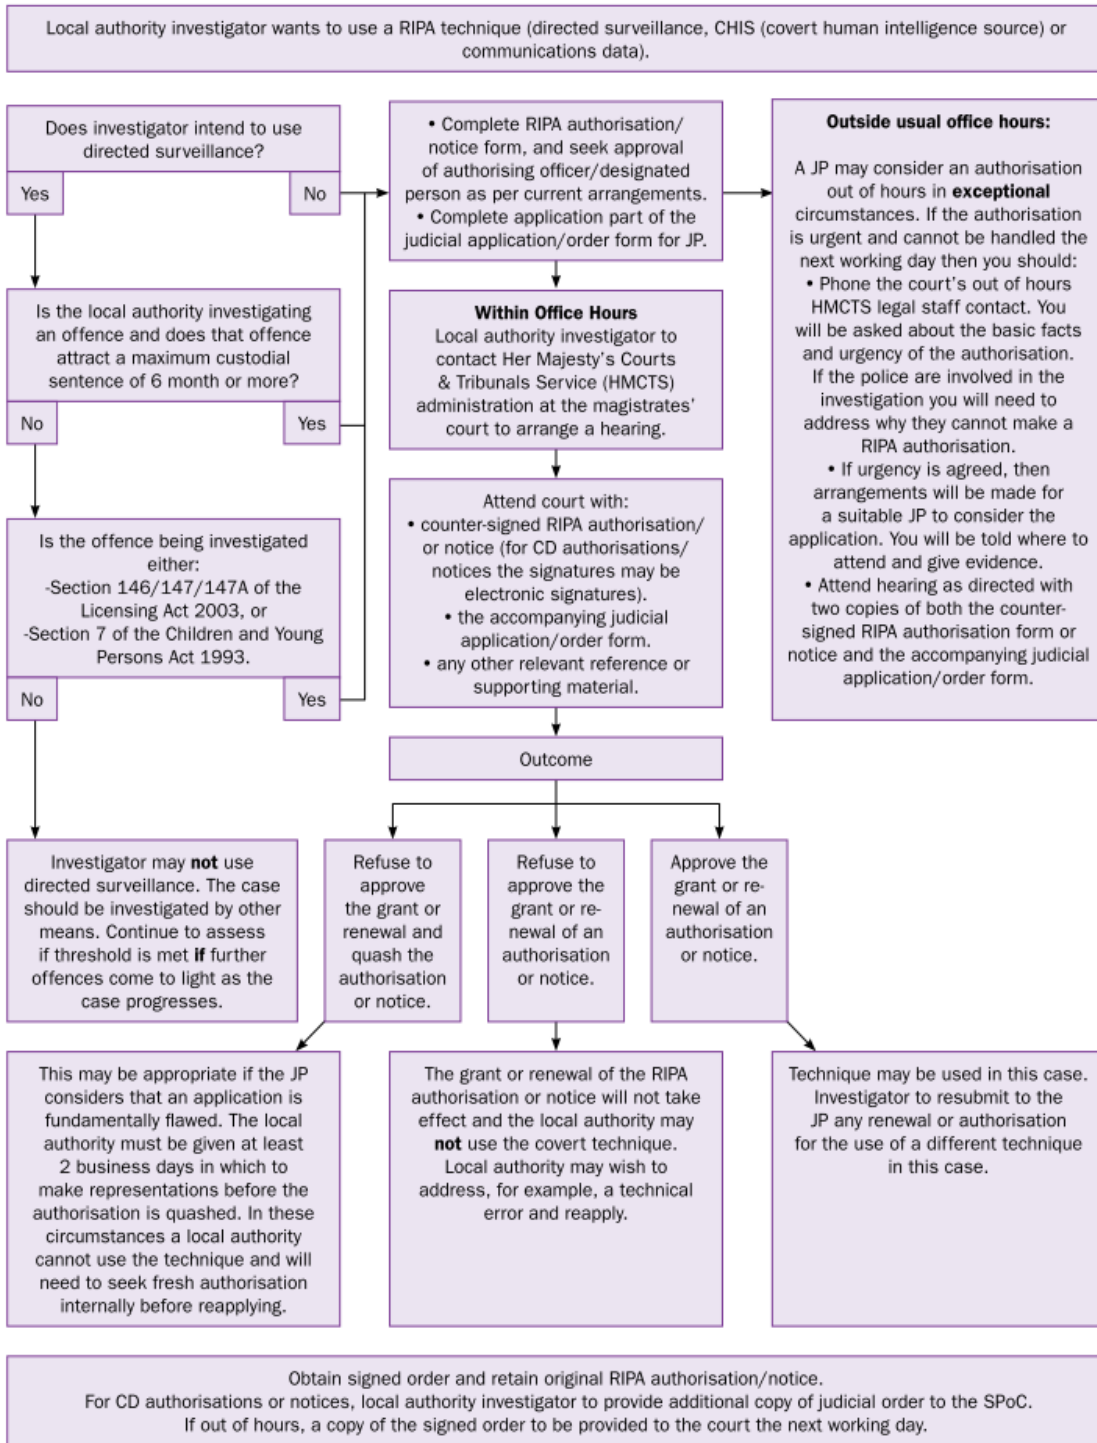 Local authority investigator wants to use a RIPA technique (directed surveillance, CHIS (covert human intelligence source) or
communications data).
Does investigator intend to use
directed surveillance?
Yes
No
Is the local authority investigating
an offence and does that offence
attract a maximum custodial
sentence of 6 month or more?
No
Yes
Is the offence being investigated
either:
-Section 146/147/147A of the
Licensing Act 2003, or
-Section 7 of the Children and Young
Persons Act 1993.
No
Yes
Investigator may not use
directed surveillance. The case
should be investigated by other
means. Continue to assess
if threshold is met if further
offences come to light as the
case progresses.
• Complete RIPA authorisation/
notice form, and seek approval
of authorising officer/designated
person as per current arrangements.
• Complete application part of the
judicial application/order form for JP.
Within Office Hours
Local authority investigator to
contact Her Majesty's Courts
& Tribunals Service (HMCTS)
administration at the magistrates'
court to arrange a hearing.
Attend court with:
• counter-signed RIPA authorisation/
or notice (for CD authorisations/
notices the signatures may be
electronic signatures).
• the accompanying judicial
application/order form.
• any other relevant reference or
supporting material.
Outside usual office hours:
A JP may consider an authorisation
out of hours in exceptional
circumstances. If the authorisation
is urgent and cannot be handled the
next working day then you should:
• Phone the court's out of hours
HMCTS legal staff contact. You
will be asked about the basic facts
and urgency of the authorisation.
If the police are involved in the
investigation you will need to
address why they cannot make a
RIPA authorisation.
• If urgency is agreed, then
arrangements will be made for
a suitable JP to consider the
application. You will be told where to
attend and give evidence.
• Attend hearing as directed with
two copies of both the counter-
signed RIPA authorisation form or
notice and the accompanying judicial
application/order form.
Outcome
Refuse to
approve
the grant or
renewal and
quash the
authorisation
or notice.
Refuse to
approve the
grant or re-
newal of an
authorisation
or notice.
Approve the
grant or re-
newal of an
authorisation
or notice.
This may be appropriate if the JP
considers that an application is
fundamentally flawed. The local
authority must be given at least
2 business days in which to
make representations before the
authorisation is quashed. In these
circumstances a local authority
cannot use the technique and will
need to seek fresh authorisation
internally before reapplying.
The grant or renewal of the RIPA
authorisation or notice will not take
effect and the local authority may
not use the covert technique.
Local authority may wish to
address, for example, a technical
error and reapply.
Technique may be used in this case.
Investigator to resubmit to the
JP any renewal or authorisation
for the use of a different technique
in this case.
Obtain signed order and retain original RIPA authorisation/notice.
For CD authorisations or notices, local authority investigator to provide additional copy of judicial order to the SPoC.
If out of hours, a copy of the signed order to be provided to the court the next working day.